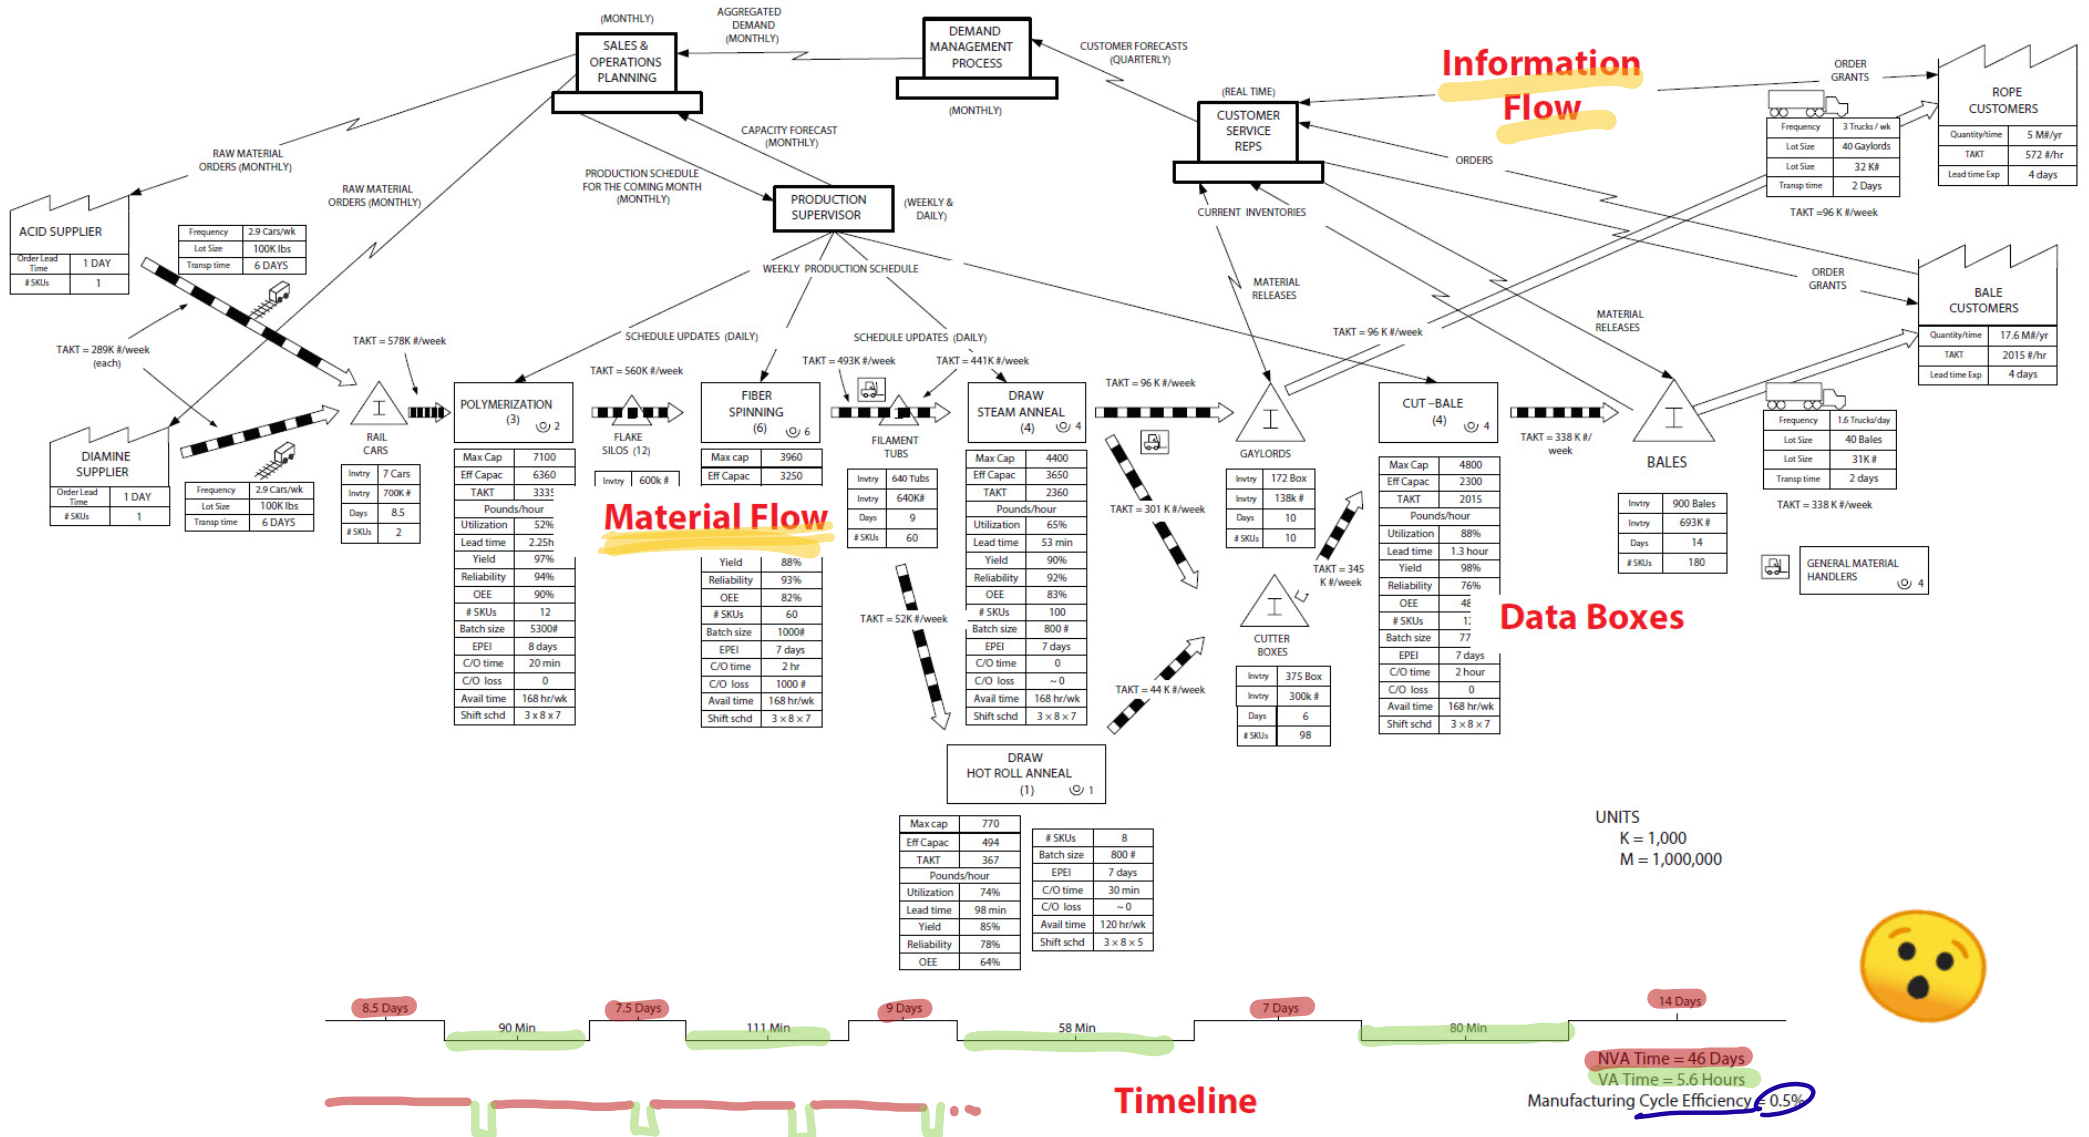 (MONTHLY)
SALES &
OPERATIONS
PLANNING
AGGREGATED
DEMAND
(MONTHLY)
DEMAND
MANAGEMENT
PROCESS
(MONTHLY)
CUSTOMER FORECASTS
(QUARTERLY)
(REAL TIME)
CUSTOMER
SERVICE
REPS
Information
Flow
ORDER
GRANTS
ROPE
CUSTOMERS
Quantity/time 5 M#/yr
TAKT 572 #/hr
Lead time Exp 4 days
Frequency 3 Trucks / wk
Lot Size 40 Gaylords
Lot Size 32 K#
Transp time 2 Days
TAKT =96 K #/week
ORDERS
CURRENT INVENTORIES
RAW MATERIAL
ORDERS (MONTHLY)
RAW MATERIAL
ORDERS (MONTHLY)
CAPACITY FORECAST
(MONTHLY)
PRODUCTION SCHEDULE
FOR THE COMING MONTH
(MONTHLY)
PRODUCTION
SUPERVISOR
(WEEKLY &
DAILY)
WEEKLY PRODUCTION SCHEDULE
SCHEDULE UPDATES (DAILY)
SCHEDULE UPDATES (DAILY)
MATERIAL
RELEASES
MATERIAL
RELEASES
ORDER
GRANTS
BALE
CUSTOMERS
Quantity/time 17.6 M#/yr
TAKT 2015 #/hr
Lead time Exp 4 days
ACID SUPPLIER
Order Lead
Time 1 DAY
# SKUs 1
Frequency 2.9 Cars/wk
Lot Size 100K lbs
Transp time 6 DAYS
TAKT = 289K #/week
(each)
DIAMINE
SUPPLIER
Order Lead
Time 1 DAY
# SKUs 1
Frequency 2.9 Cars/wk
Lot Size 100K lbs
Transp time 6 DAYS
TAKT = 578K #/week
I
RAIL
CARS
Invtry 7 Cars
Invtry 700K #
Days 8.5
# SKUs 2
POLYMERIZATION
(3)
2
Max Cap 7100
Eff Capac 6360
TAKT 3335
Pounds/hour
Utilization 52%
Lead time 2.25h
Yield 97%
Reliability 94%
OEE 90%
# SKUs 12
Batch size 5300#
EPEI 8 days
C/O time 20 min
C/O loss 0
Avail time 168 hr/wk
Shift schd 3 x 8 x 7
TAKT = 560K #/week
I
FLAKE
SILOS (12)
Invtry 600k #
Material Flow
FIBER
SPINNING
(6)
6
Max Cap 3960
Eff Capac 3250
Yield 88%
Reliability 93%
OEE 82%
# SKUs 60
Batch size 1000#
EPEI 7 days
C/O time 2 hr
C/O loss 1000 #
Avail time 168 hr/wk
Shift schd 3 × 8 × 7
TAKT = 493K #/week
TAKT = 441K #/week
I
FILAMENT
TUBS
Invtry 640 Tubs
Invtry 640K#
Days 9
# SKUs 60
DRAW
STEAM ANNEAL
(4)
4
Max Cap 4400
Eff Capac 3650
TAKT 2360
Pounds/hour
Utilization 65%
Lead time 53 min
Yield 90%
Reliability 92%
OEE 83%
# SKUs 100
Batch size 800 #
EPEI 7 days
C/O time 0
C/O loss ~ 0
Avail time 168 hr/wk
Shift schd 3 × 8 × 7
TAKT = 96 K #/week
TAKT = 96 K #/week
TAKT = 301 K #/week
TAKT = 52K #/week
TAKT = 44 K #/week
TAKT = 345
K #/week
I
GAYLORDS
Invtry 172 Box
Invtry 138k #
Days 10
# SKUs 10
I
CUTTER
BOXES
Invtry 375 Box
Invtry 300k #
Days 6
# SKUs 98
CUT –BALE
(4)
4
Max Cap 4800
Eff Capac 2300
TAKT 2015
Pounds/hour
Utilization 88%
Lead time 1.3 hour
Yield 98%
Reliability 76%
OEE 48
# SKUs
Batch size 77
EPEI 7 days
C/O time 2 hour
C/O loss 0
Avail time 168 hr/wk
Shift schd 3 × 8 × 7
Data Boxes
TAKT = 338 K #/
week
I
BALES
Invtry 900 Bales
Invtry 693K #
Days 14
# SKUs 180
Frequency 1.6 Trucks/day
Lot Size 40 Bales
Lot Size 31K #
Transp time 2 days
TAKT = 338 K #/week
GENERAL MATERIAL
HANDLERS
4
DRAW
HOT ROLL ANNEAL
(1)
1
Max cap 770
Eff Capac 494
TAKT 367
Pounds/hour
Utilization 74%
Lead time 98 min
Yield 85%
Reliability 78%
OEE 64%
# SKUs 8
Batch size 800 #
EPEI 7 days
C/O time 30 min
C/O loss ~ 0
Avail time 120 hr/wk
Shift schd 3 × 8 × 5
UNITS
K = 1,000
M = 1,000,000
8.5 Days
90 Min
7.5 Days
111 Min
9 Days
58 Min
7 Days
80 Min
14 Days
NVA Time = 46 Days
VA Time = 5.6 Hours
Manufacturing Cycle Efficiency = 0.5%
Timeline